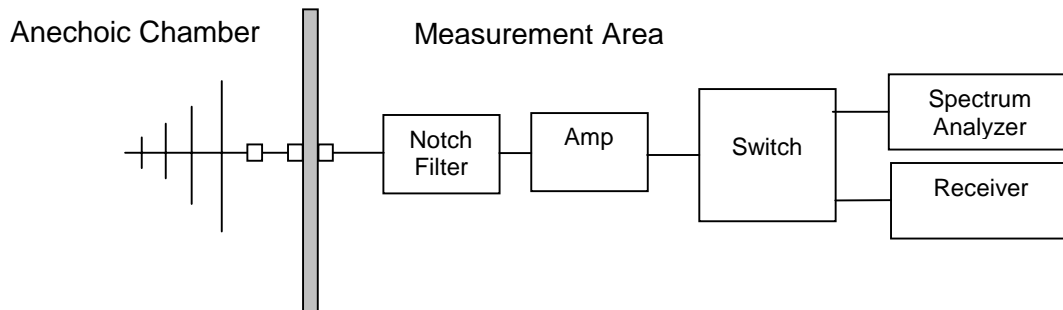 Anechoic Chamber
Measurement Area
Notch
Filter
Amp
Switch
Spectrum
Analyzer
Receiver